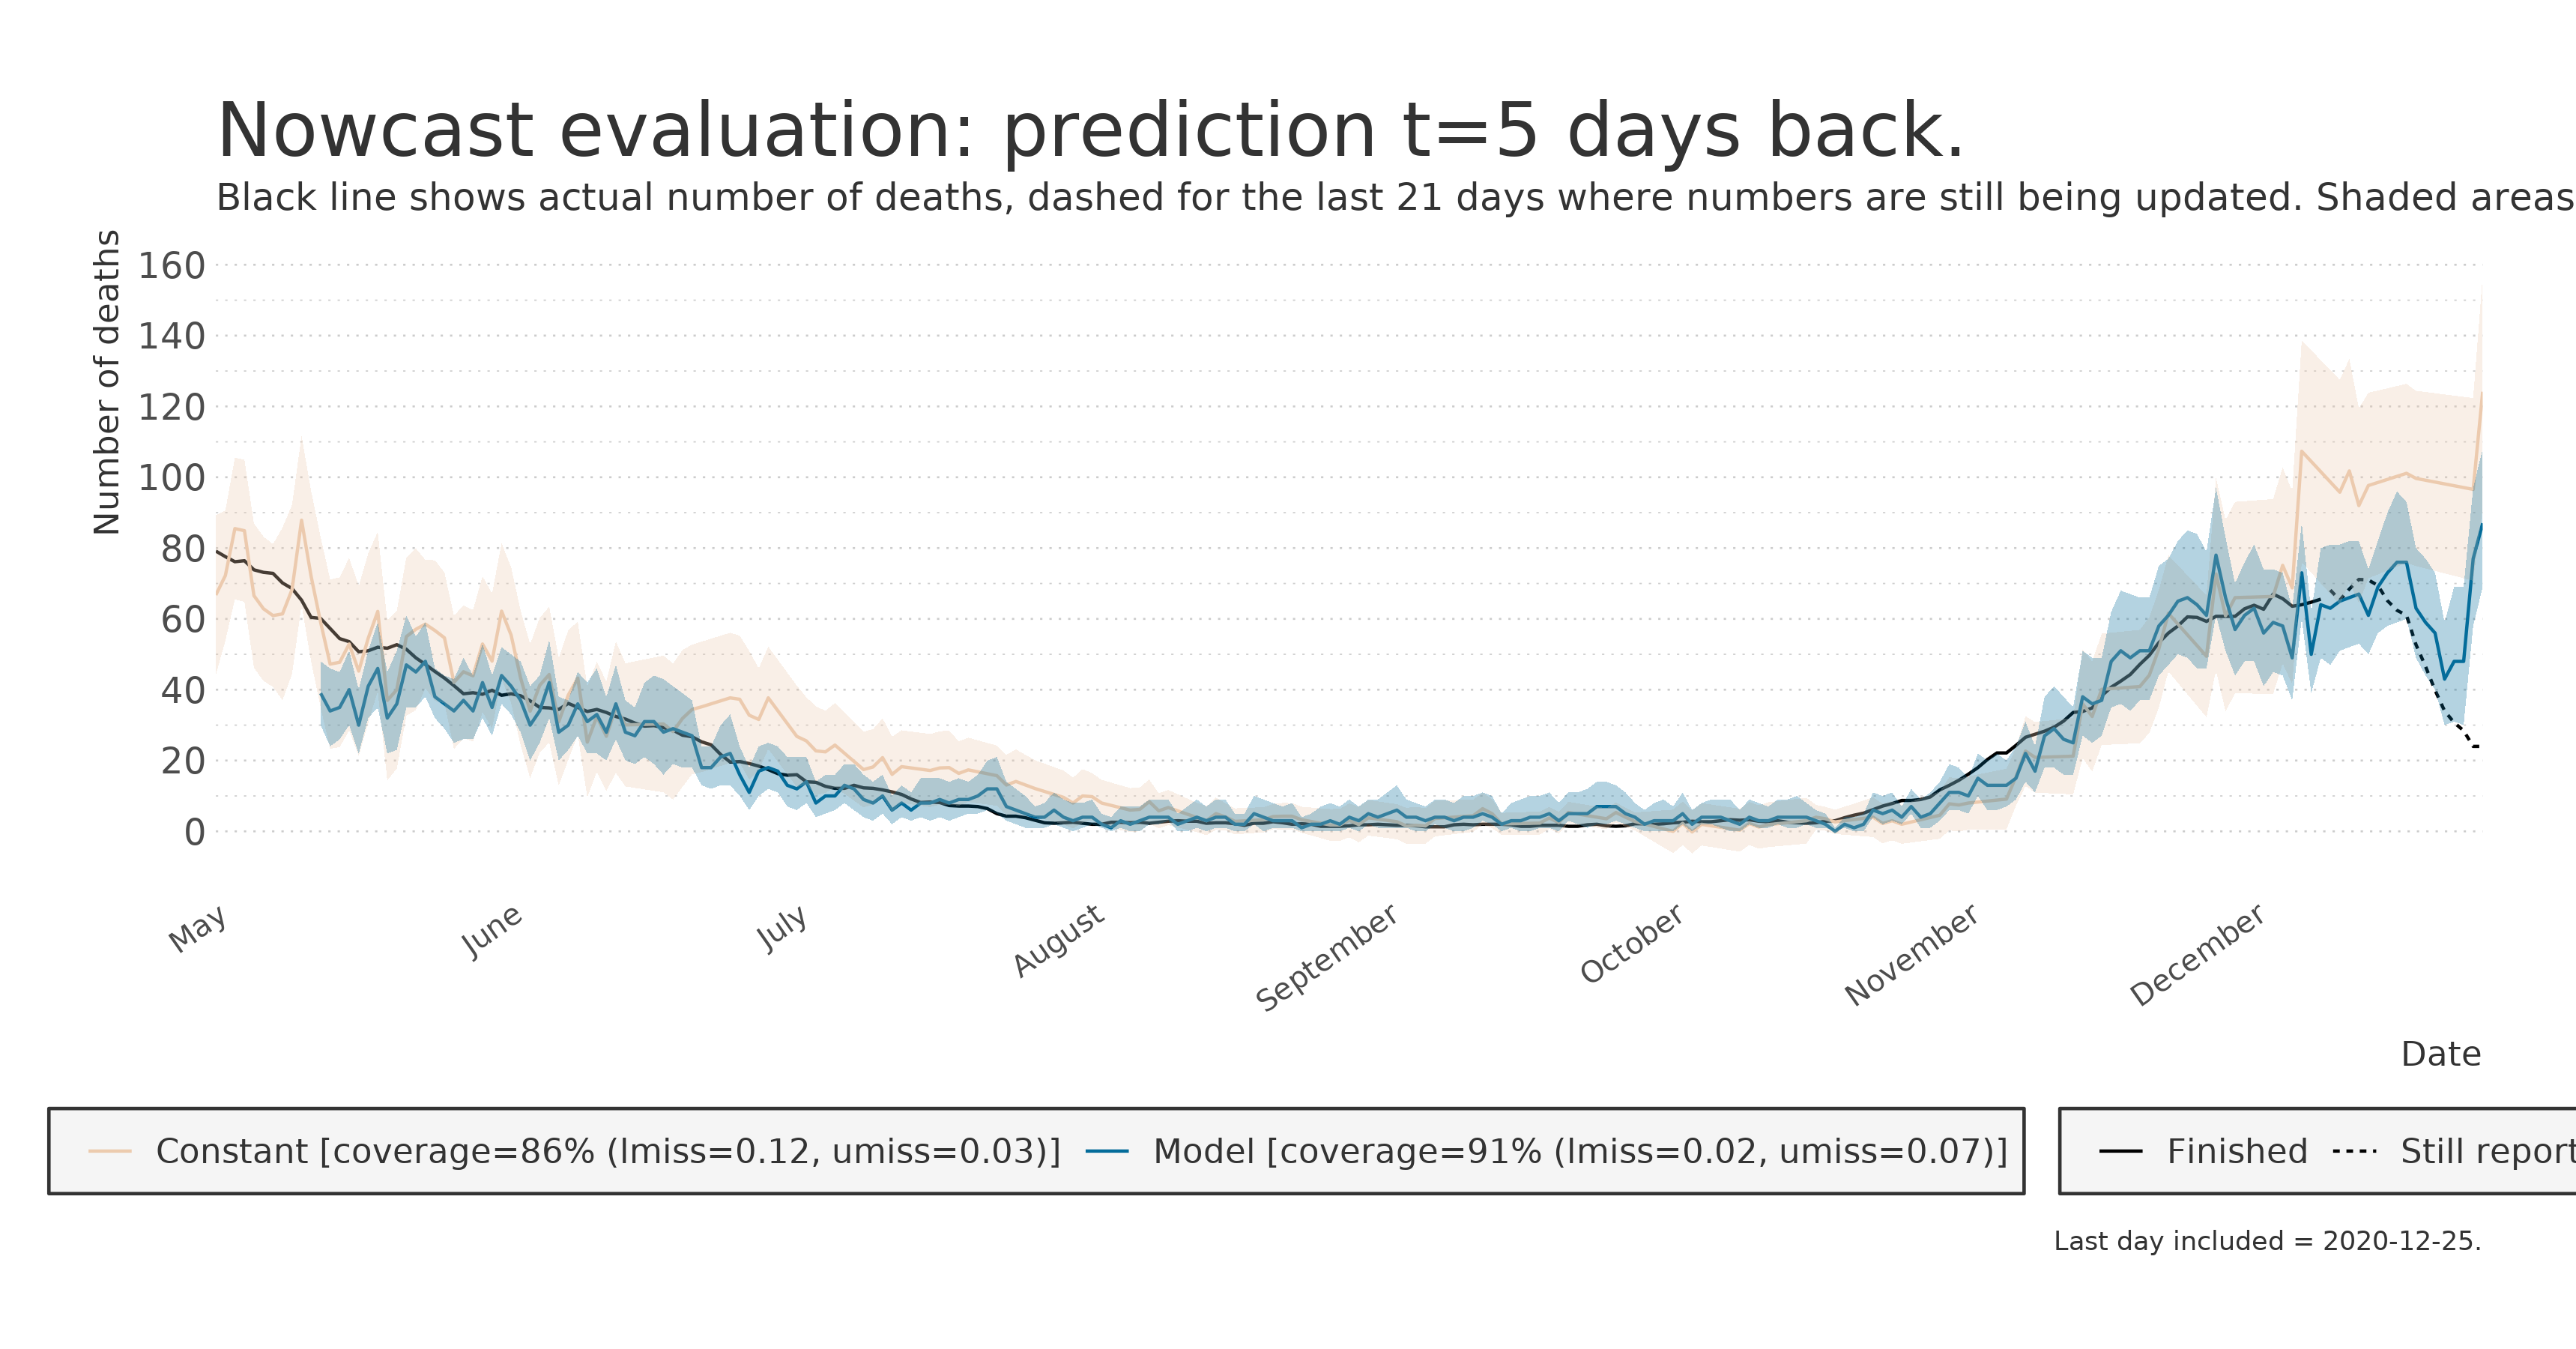 Nowcast evaluation: prediction t=5 days back.
Black line shows actual number of deaths, dashed for the last 21 days where numbers are still being updated. Shaded areas
Number of deaths
160
140
120
100
80
60
40
20
0
May
June
July
August
September
October
November
December
Date
Constant [coverage=86% (lmiss=0.12, umiss=0.03)]
Model [coverage=91% (lmiss=0.02, umiss=0.07)]
Finished
Still report
Last day included = 2020-12-25.